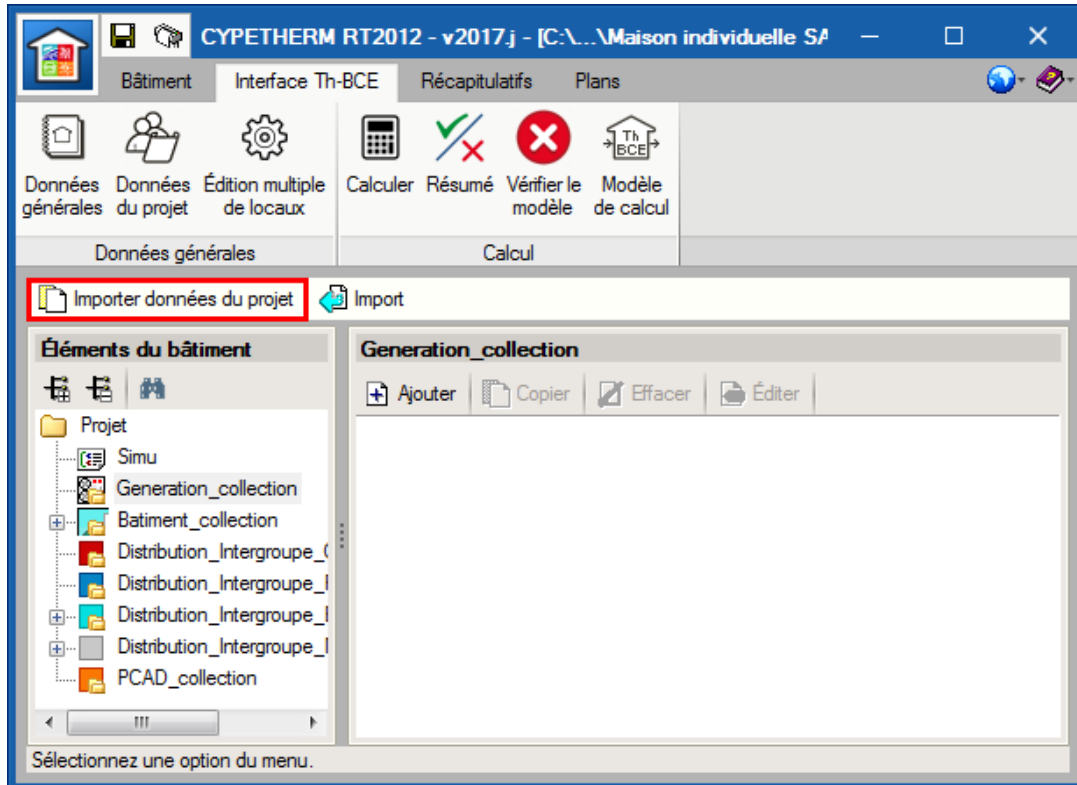 CYPETHERM RT2012 - v2017.j - [C:\...\Maison individuelle SA
Bâtiment Interface Th-BCE Récapitulatifs Plans
Données générales
Données du projet
Édition multiple de locaux
Calculer
Résumé
Vérifier le modèle
Th BCE
Modèle de calcul
Données générales
Calcul
Importer données du projet
Import
Éléments du bâtiment
Generation_collection
Ajouter
Copier
Effacer
Éditer
Projet
Simu
Generation_collection
Batiment_collection
Distribution_Intergroupe_
Distribution_Intergroupe_
Distribution_Intergroupe_
Distribution_Intergroupe_
PCAD_collection
Sélectionnez une option du menu.